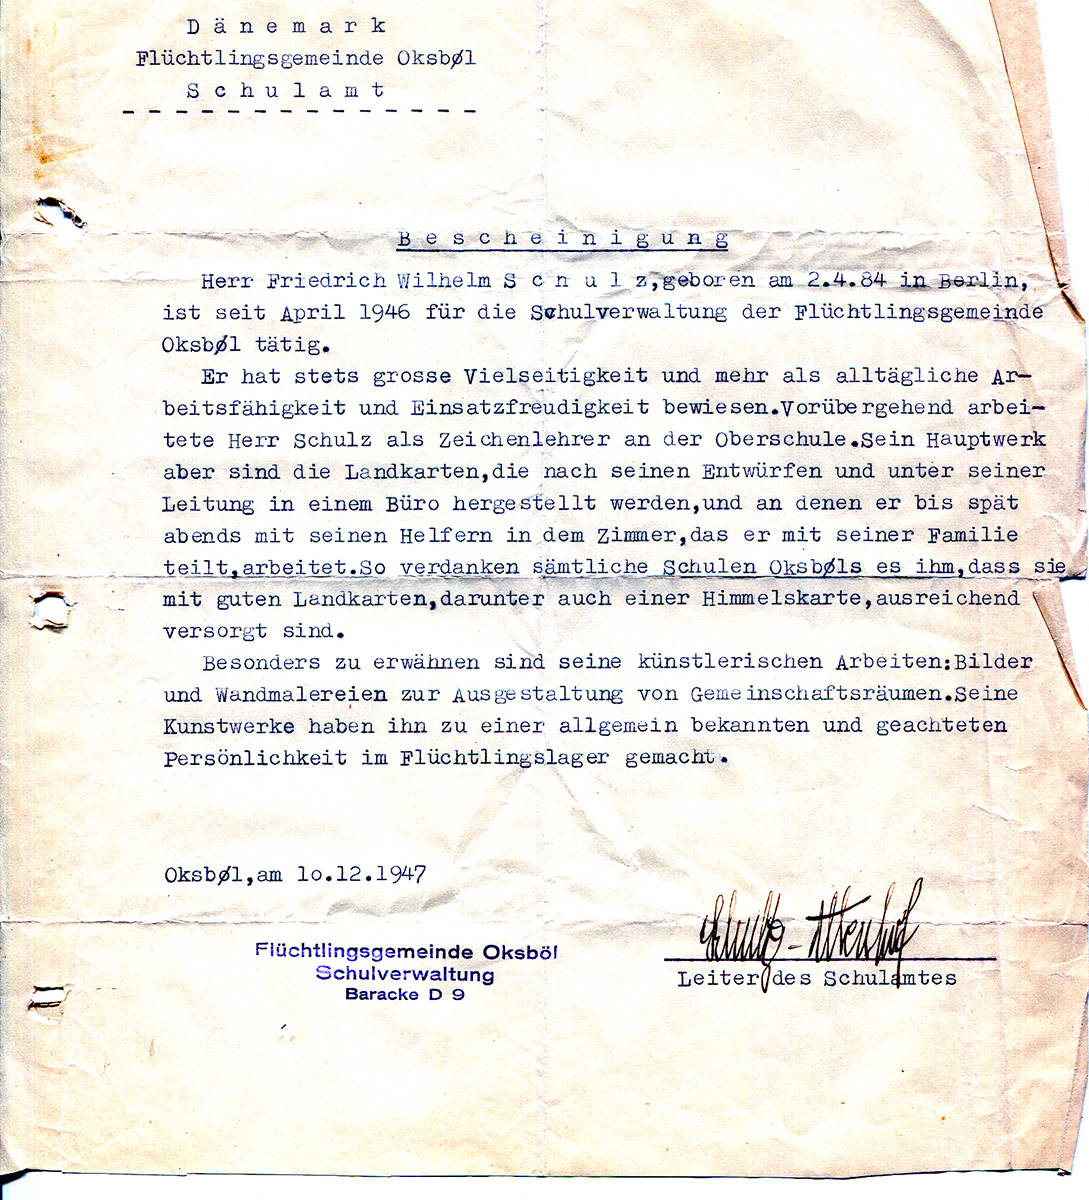 D ä n e m a r k
Flüchtlingsgemeinde Oksbøl
S c h u l a m t
- - - - - - - - - - - - - -
B e s c h e i n i g u n g
Herr Friedrich Wilhelm S c h u l z,geboren am 2.4.84 in Berlin,
ist seit April 1946 für die Schulverwaltung der Flüchtlingsgemeinde
Oksbøl tätig.
Er hat stets grosse Vielseitigkeit und mehr als alltägliche Ar-
beitsfähigkeit und Einsatzfreudigkeit bewiesen.Vorübergehend arbei-
tete Herr Schulz als Zeichenlehrer an der Oberschule.Sein Hauptwerk
aber sind die Landkarten,die nach seinen Entwürfen und unter seiner
Leitung in einem Büro hergestellt werden,und an denen er bis spät
abends mit seinen Helfern in dem Zimmer,das er mit seiner Familie
teilt,arbeitet.So verdanken sämtliche Schulen Oksbøls es ihm,dass sie
mit guten Landkarten,darunter auch einer Himmelskarte,ausreichend
versorgt sind.
Besonders zu erwähnen sind seine künstlerischen Arbeiten:Bilder
und Wandmalereien zur Ausgestaltung von Gemeinschaftsräumen.Seine
Kunstwerke haben ihn zu einer allgemein bekannten und geachteten
Persönlichkeit im Flüchtlingslager gemacht.
Oksbøl,am 1o.12.1947
Flüchtlingsgemeinde Oksböl
Schulverwaltung
Baracke D 9
Leiter des Schulamtes